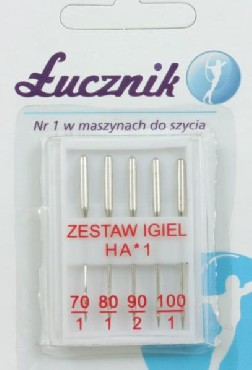 Łucznik
Nr 1 w maszynach do szycia
ZESTAW IGIEL
HA*1
70 80 90 100
1 1 2 1